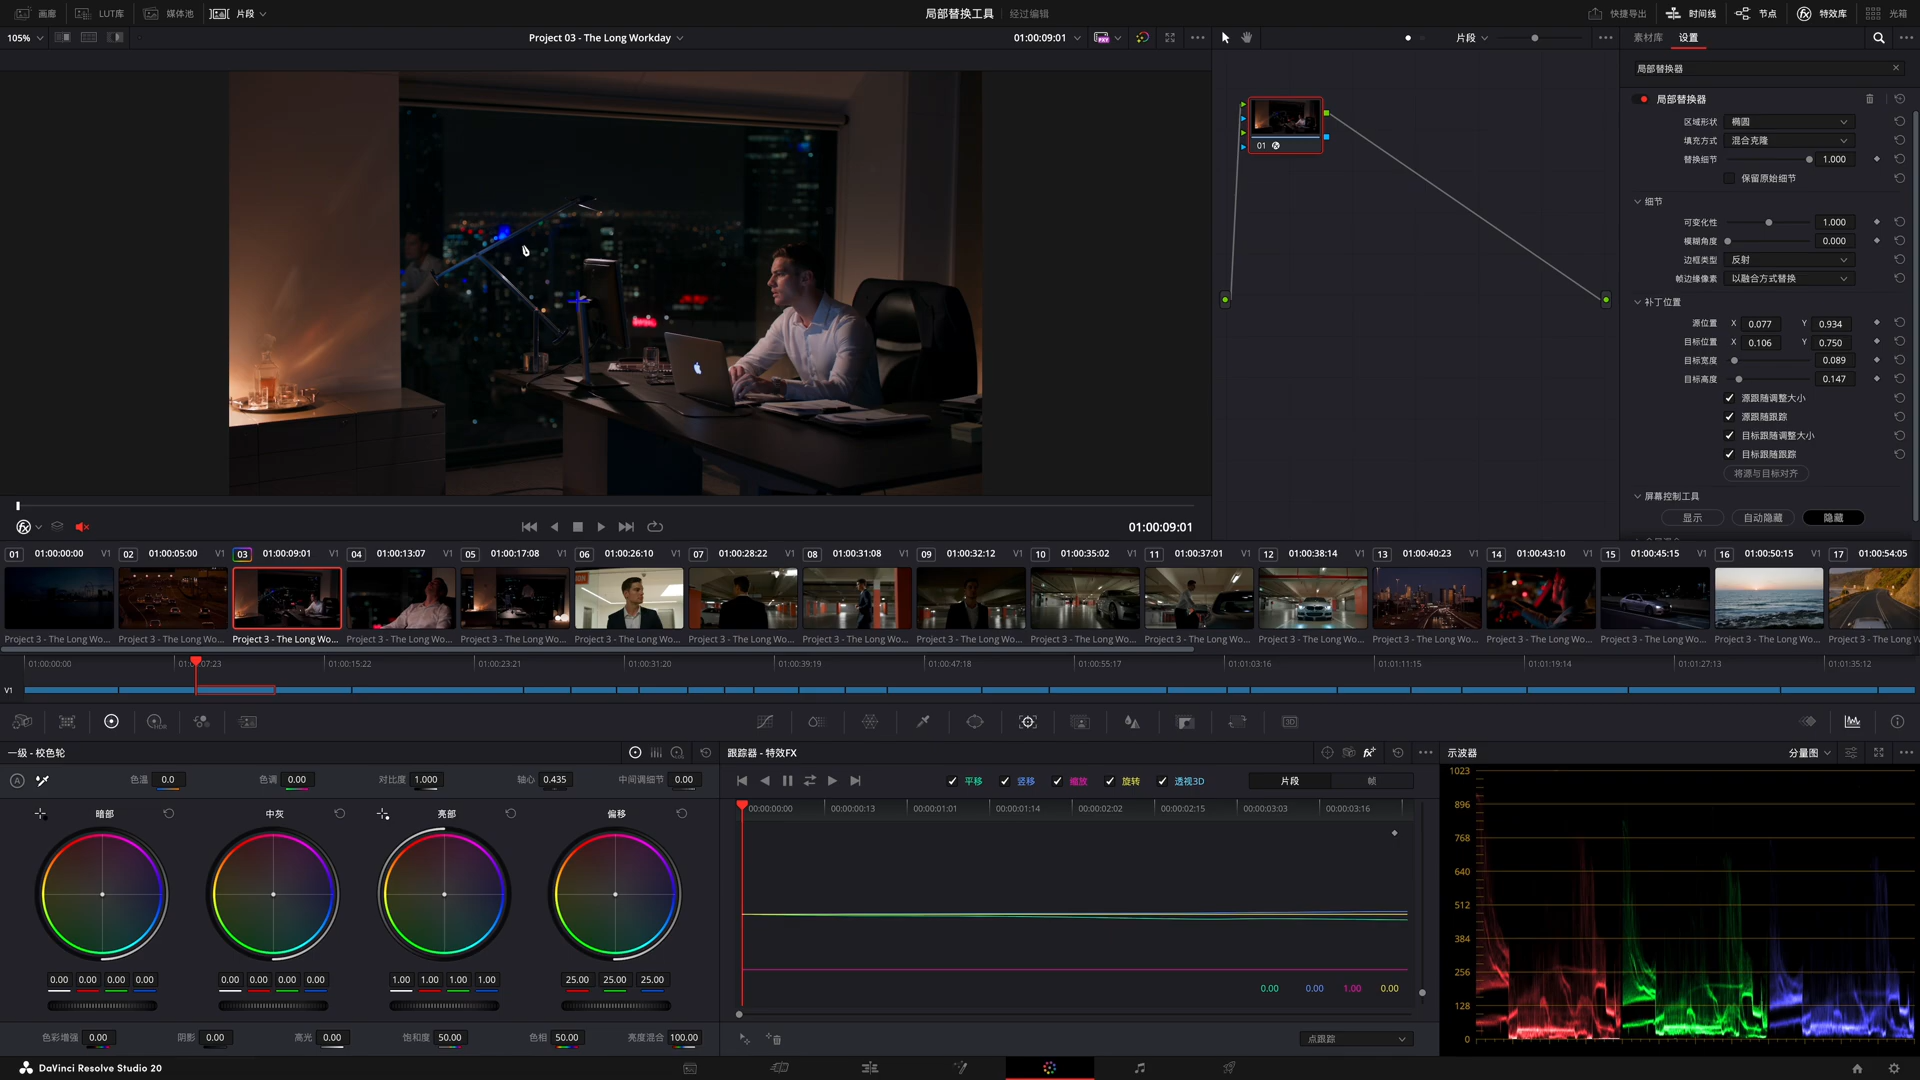 画廊 LUT库 媒体池 片段 局部替换工具 经过编辑 快捷导出 时间线 节点 特效库 光箱
105% Project 03 - The Long Workday 01:00:09:01 片段 素材库 设置
局部替换器
局部替换器
区域形状 椭圆
填充方式 混合克隆
替换细节 1.000
保留原始细节
细节
可变化性 1.000
模糊角度 0.000
边框类型 反射
帧边缘像素 以融合方式替换
补丁位置
源位置 X 0.077 Y 0.934
目标位置 X 0.106 Y 0.750
目标宽度 0.089
目标高度 0.147
源跟随调整大小
源跟随跟踪
目标跟随调整大小
目标跟随跟踪
将源与目标对齐
屏幕控制工具
显示 自动隐藏 隐藏
01:00:09:01
01 01:00:00:00 V1 02 01:00:05:00 V1 03 01:00:09:01 V1 04 01:00:13:07 V1 05 01:00:17:08 V1 06 01:00:26:10 V1 07 01:00:28:22 V1 08 01:00:31:08 V1 09 01:00:32:12 V1 10 01:00:35:02 V1 11 01:00:37:01 V1 12 01:00:38:14 V1 13 01:00:40:23 V1 14 01:00:43:10 V1 15 01:00:45:15 V1 16 01:00:50:15 V1 17 01:00:54:05
Project 3 - The Long Wo... Project 3 - The Long Wo... Project 3 - The Long Wo... Project 3 - The Long Wo... Project 3 - The Long Wo... Project 3 - The Long Wo... Project 3 - The Long Wo... Project 3 - The Long Wo... Project 3 - The Long Wo... Project 3 - The Long Wo... Project 3 - The Long Wo... Project 3 - The Long Wo... Project 3 - The Long Wo... Project 3 - The Long Wo... Project 3 - The Long Wo... Project 3 - The Long Wo... Project 3 - The Long Wo
01:00:00:00 07:23 01:00:15:22 01:00:23:21 01:00:31:20 01:00:39:19 01:00:47:18 01:00:55:17 01:01:03:16 01:01:11:15 01:01:19:14 01:01:27:13 01:01:35:12
V1
一级 - 校色轮 跟踪器 - 特效FX 示波器 分量图
色温 0.0 色调 0.00 对比度 1.000 轴心 0.435 中间调细节 0.00
平移 竖移 缩放 旋转 透视3D 片段 帧
暗部 中灰 亮部 偏移
00:00:00:00 00:00:00:13 00:00:01:01 00:00:01:14 00:00:02:02 00:00:02:15 00:00:03:03 00:00:03:16
0.00 0.00 0.00 0.00 0.00 0.00 0.00 0.00 1.00 1.00 1.00 1.00 25.00 25.00 25.00
0.00 0.00 1.00 0.00
色彩增强 0.00 阴影 0.00 高光 0.00 饱和度 50.00 色相 50.00 亮度混合 100.00
点跟踪
1023
896
768
640
512
384
256
128
0
DaVinci Resolve Studio 20